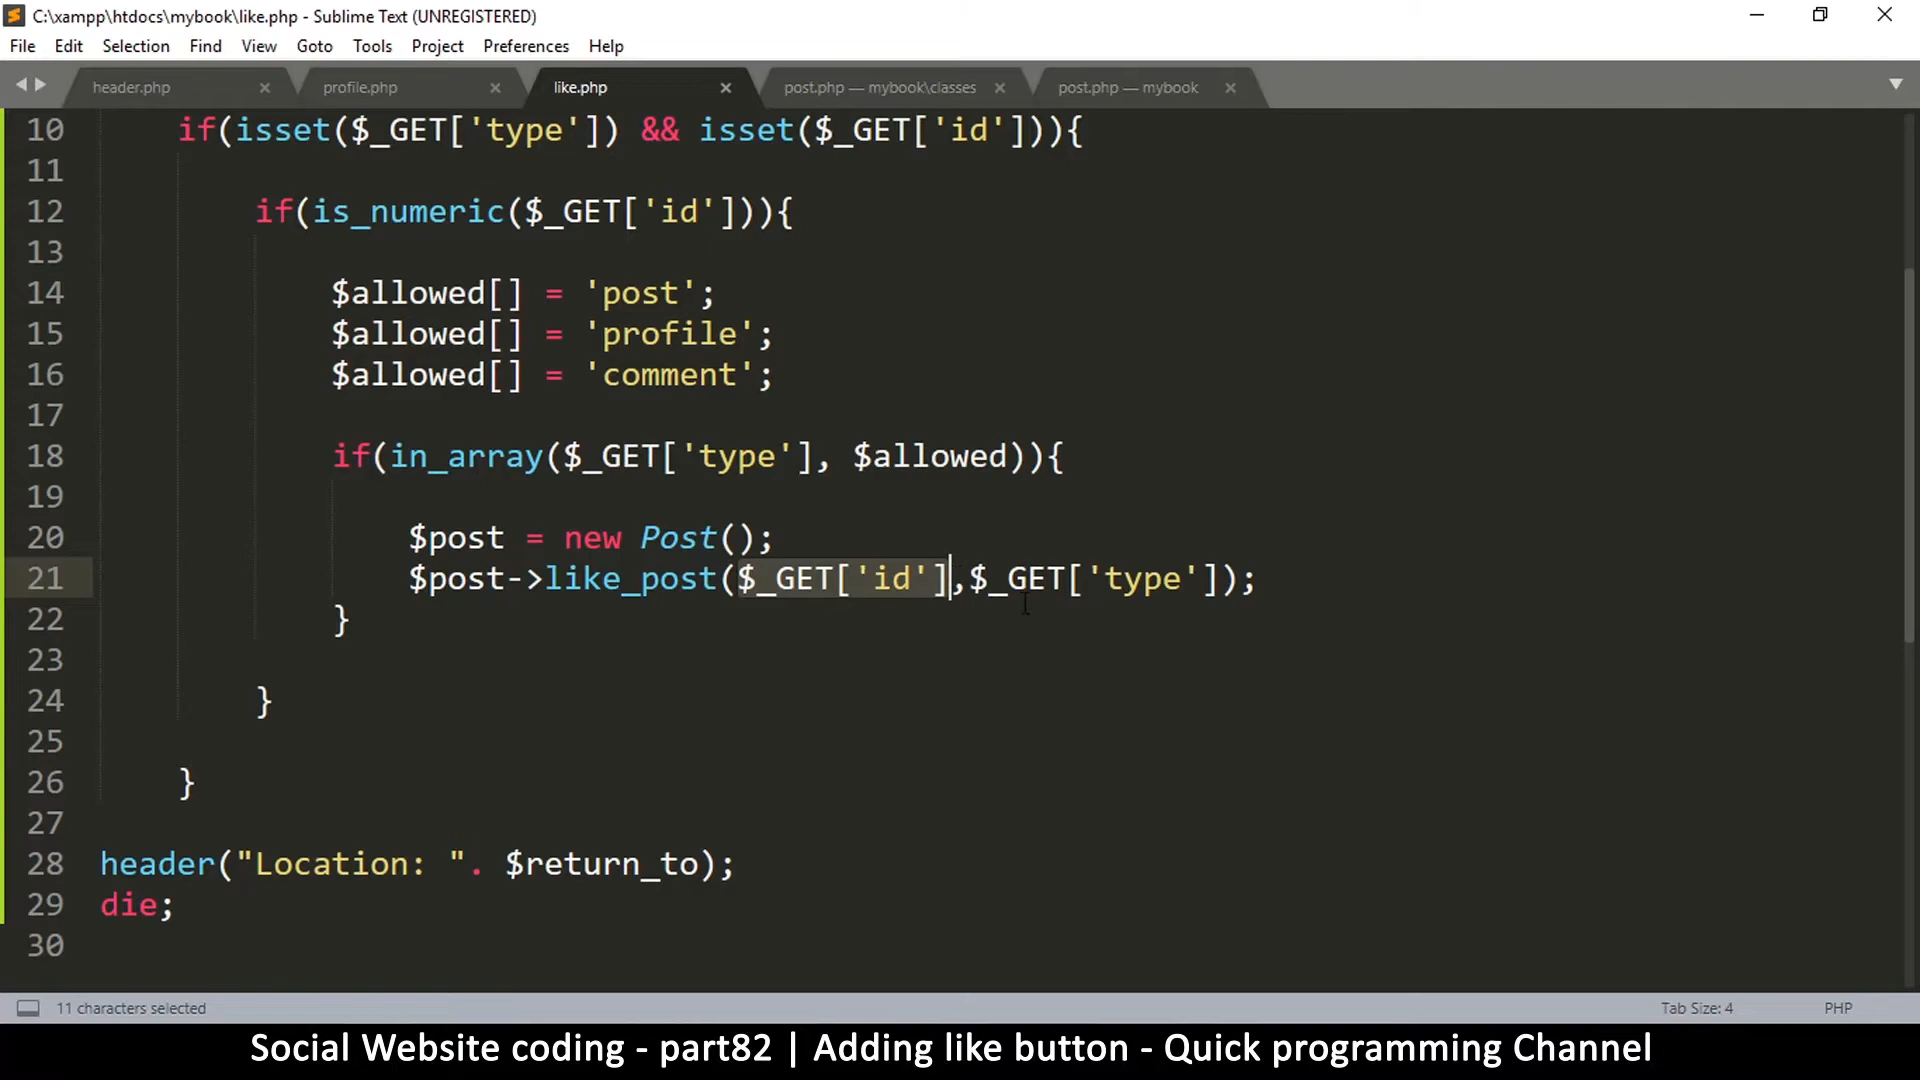 C:\xampp\htdocs\mybook\like.php - Sublime Text (UNREGISTERED)
File Edit Selection Find View Goto Tools Project Preferences Help
header.php × profile.php × like.php × post.php — mybook\classes × post.php — mybook ×
10 if(isset($_GET['type']) && isset($_GET['id'])){
11
12 if(is_numeric($_GET['id'])){
13
14 $allowed[] = 'post';
15 $allowed[] = 'profile';
16 $allowed[] = 'comment';
17
18 if(in_array($_GET['type'], $allowed)){
19
20 $post = new Post();
21 $post->like_post($_GET['id'],$_GET['type']);
22 }
23
24 }
25
26 }
27
28 header("Location: ". $return_to);
29 die;
30
11 characters selected Tab Size: 4 PHP
Social Website coding - part82 | Adding like button - Quick programming Channel